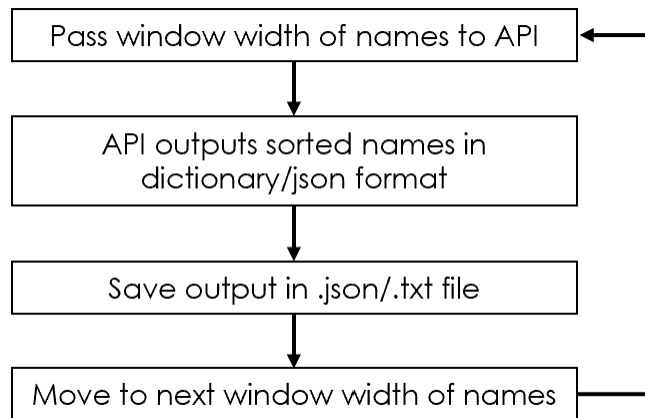 Pass window width of names to API
API outputs sorted names in
dictionary/json format
Save output in .json/.txt file
Move to next window width of names